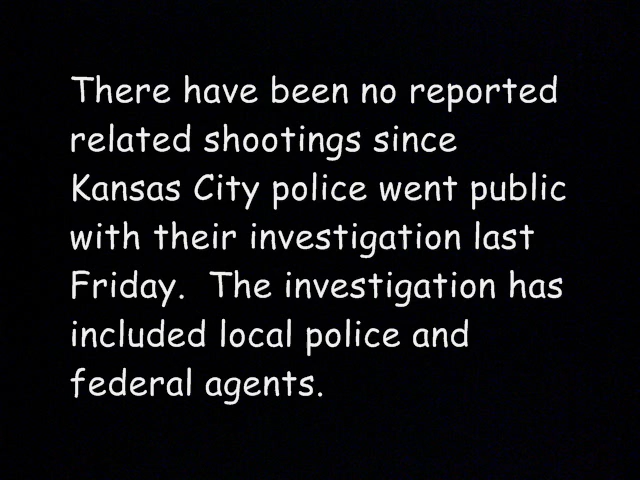 There have been no reported
related shootings since
Kansas City police went public
with their investigation last
Friday.  The investigation has
included local police and
federal agents.